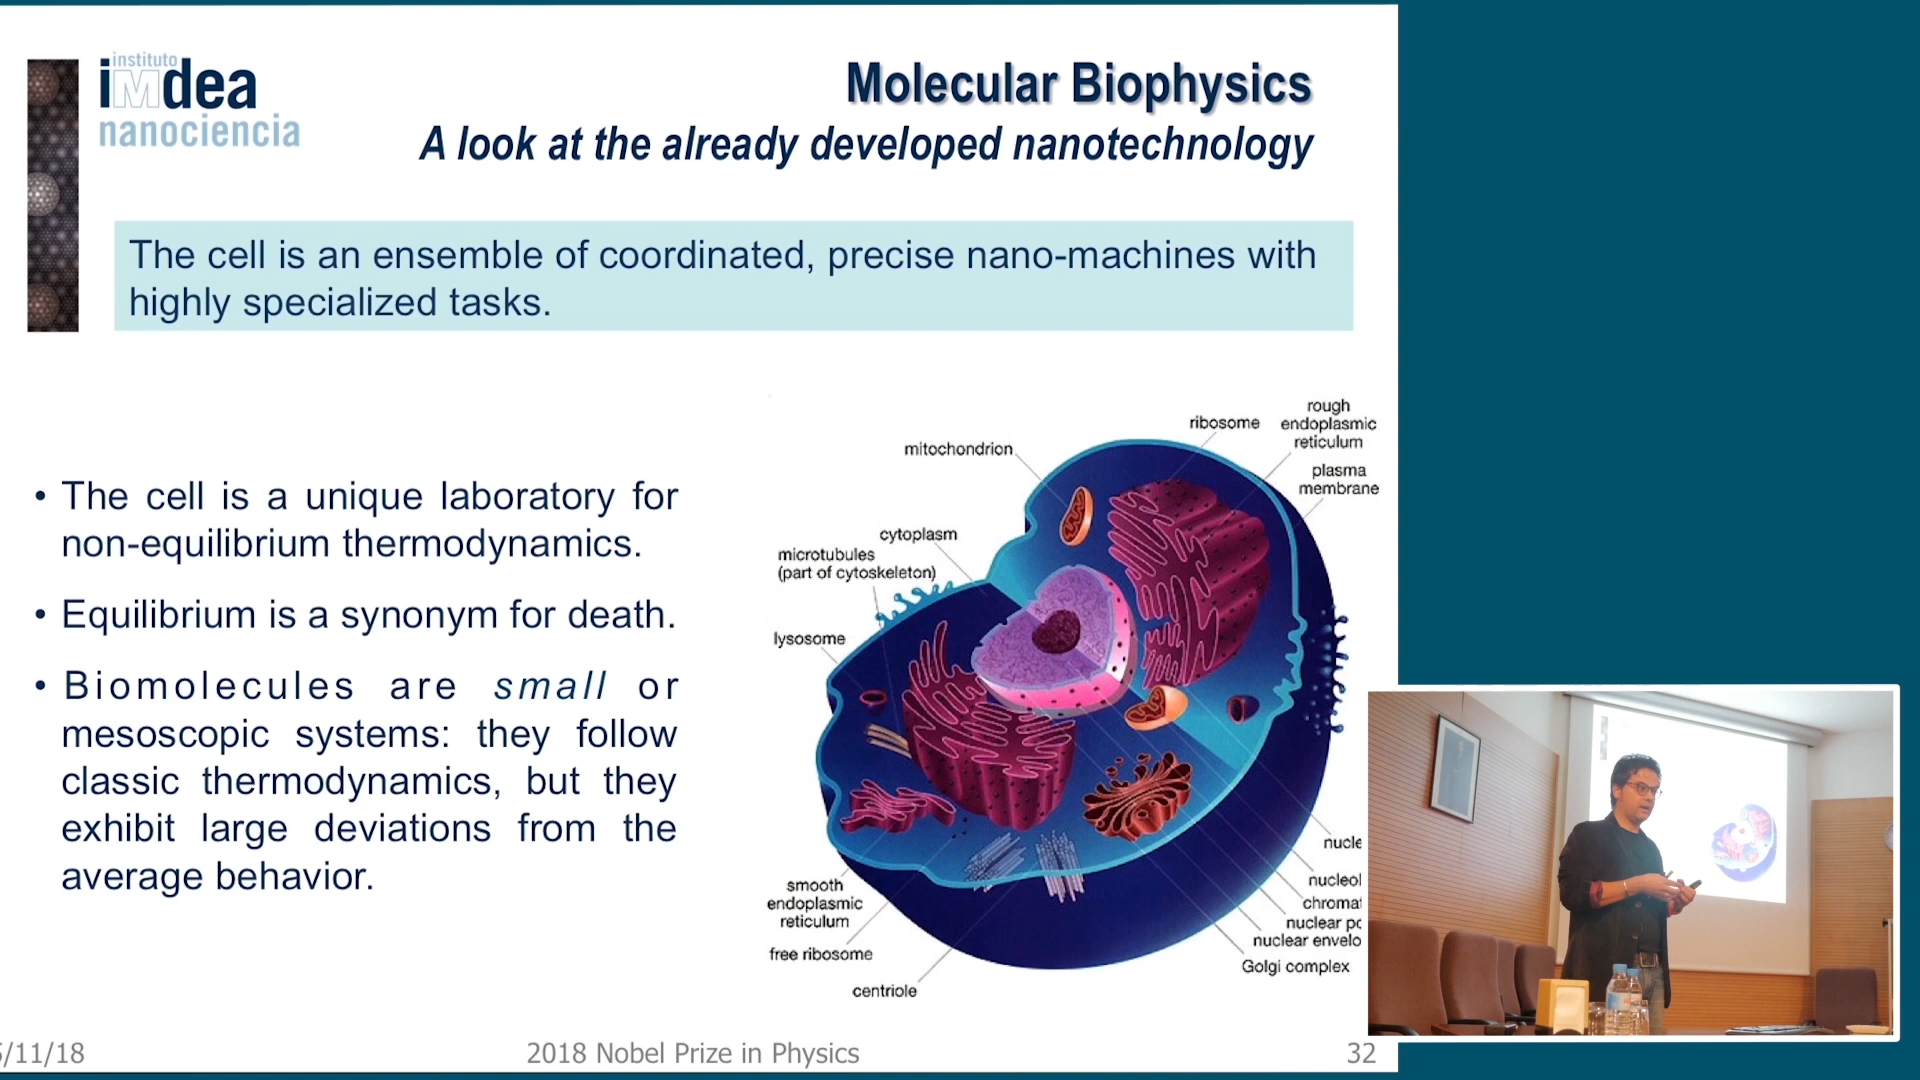 instituto
iMdea
nanociencia
Molecular Biophysics
A look at the already developed nanotechnology
The cell is an ensemble of coordinated, precise nano-machines with
highly specialized tasks.
• The cell is a unique laboratory for
non-equilibrium thermodynamics.
• Equilibrium is a synonym for death.
• Biomolecules are small or
mesoscopic systems: they follow
classic thermodynamics, but they
exhibit large deviations from the
average behavior.
rough
endoplasmic
reticulum
ribosome
mitochondrion
plasma
membrane
cytoplasm
microtubules
(part of cytoskeleton)
lysosome
smooth
endoplasmic
reticulum
free ribosome
centriole
nucle
nucleol
chromat
nuclear po
nuclear envelo
Golgi complex
/11/18
2018 Nobel Prize in Physics
32